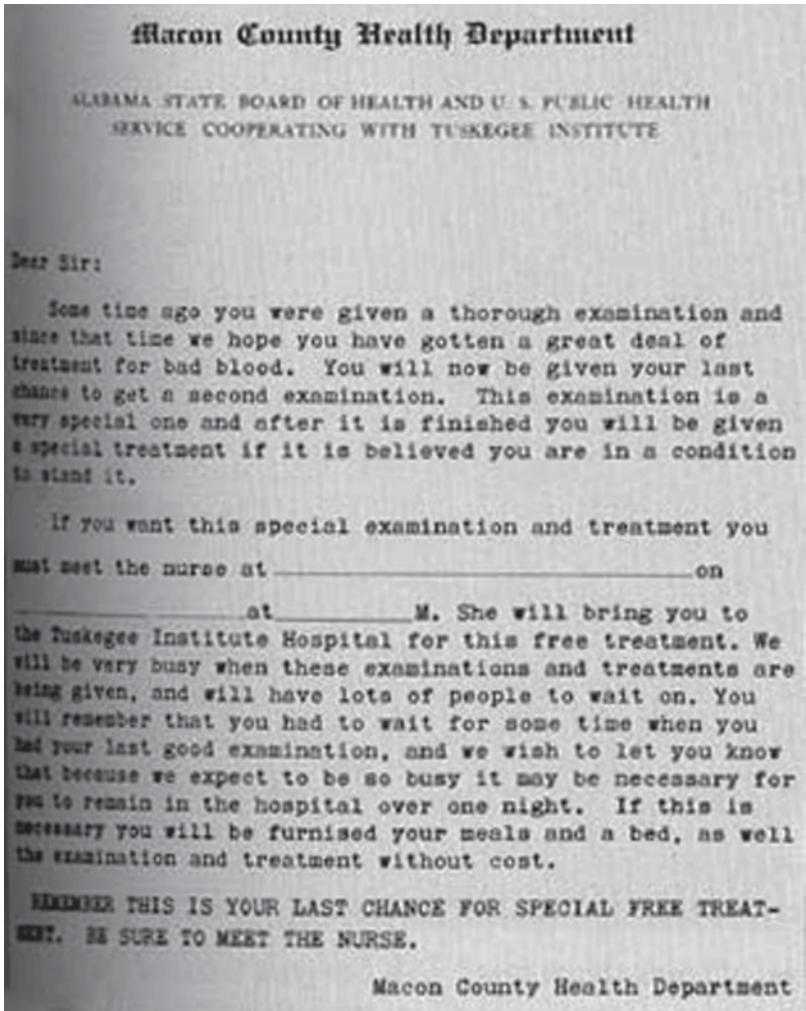 Macon County Health Department
ALABAMA STATE BOARD OF HEALTH AND U. S. PUBLIC HEALTH
SERVICE COOPERATING WITH TUSKEGEE INSTITUTE
Dear Sir:
Some time ago you were given a thorough examination and
since that time we hope you have gotten a great deal of
treatment for bad blood. You will now be given your last
chance to get a second examination. This examination is a
very special one and after it is finished you will be given
a special treatment if it is believed you are in a condition
to stand it.
If you want this special examination and treatment you
must meet the nurse at on
at M. She will bring you to
the Tuskegee Institute Hospital for this free treatment. We
will be very busy when these examinations and treatments are
being given, and will have lots of people to wait on. You
will remember that you had to wait for some time when you
had your last good examination, and we wish to let you know
that because we expect to be so busy it may be necessary for
you to remain in the hospital over one night. If this is
necessary you will be furnised your meals and a bed, as well
the examination and treatment without cost.
REMEMBER THIS IS YOUR LAST CHANCE FOR SPECIAL FREE TREAT-
MENT. BE SURE TO MEET THE NURSE.
Macon County Health Department